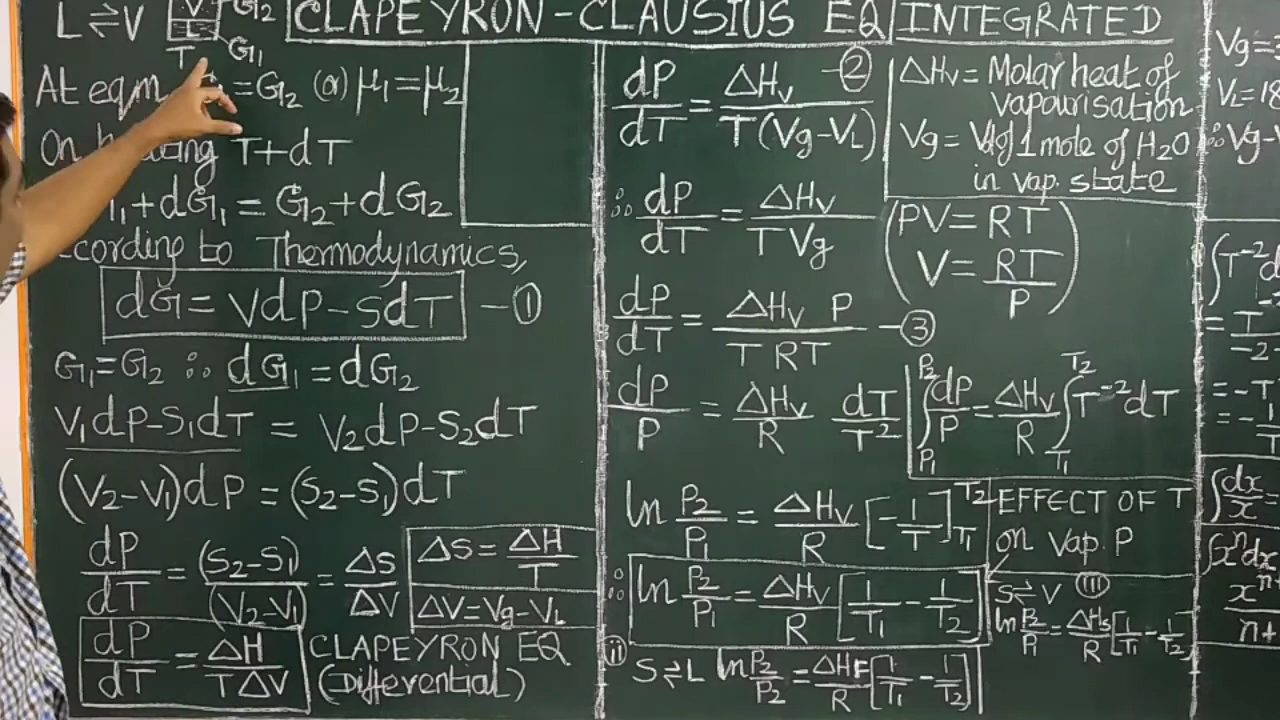 CLAPEYRON-CLAUSIUS EQ INTEGRATED
L ⇌ V
V
L
T
G₂
G₁
At eqm = G₂ (or) μ₁ = μ₂
On T+dT
₁+dG₁ = G₂+dG₂
cording to Thermodynamics,
dG = VdP-SdT -①
G₁=G₂ ∴ dG₁ = dG₂
V₁dP-S₁dT = V₂dP-S₂dT
(V₂-V₁)dP = (S₂-S₁)dT
dP/dT = (S₂-S₁)/(V₂-V₁) = ΔS/ΔV
ΔS = ΔH/T
ΔV = Vg-VL
dP/dT = ΔH/TΔV
CLAPEYRON EQ
(Differential)
dP/dT = ΔHv/T(Vg-VL) -②
∴ dP/dT = ΔHv/T Vg
dP/dT = ΔHv P/T RT -③
dP/P = ΔHv/R dT/T²
∫P₁P₂ dP/P = ΔHv/R ∫T₁T₂ T⁻²dT
ln P₂/P₁ = ΔHv/R [-1/T]T₁T₂
∴ ln P₂/P₁ = ΔHv/R [1/T₁ - 1/T₂]
ⅱ S⇌L ln P₂/P₂ = ΔHF/R [1/T₁ - 1/T₂]
ΔHv = Molar heat of
vapourisation
Vg = Vol of 1 mole of H2O
in vap. state
(PV = RT
V = RT/P)
EFFECT OF T
on vap. P
S⇌V ⅲ
ln P₂/P₁ = ΔHs/R [1/T₁ - 1/T₂]
Vg=
VL=18
∴ Vg-
∫T⁻²d
= T⁻
-2-
= -T
= -1/T
∫dx/x =
∫xⁿdx
xⁿ
n+